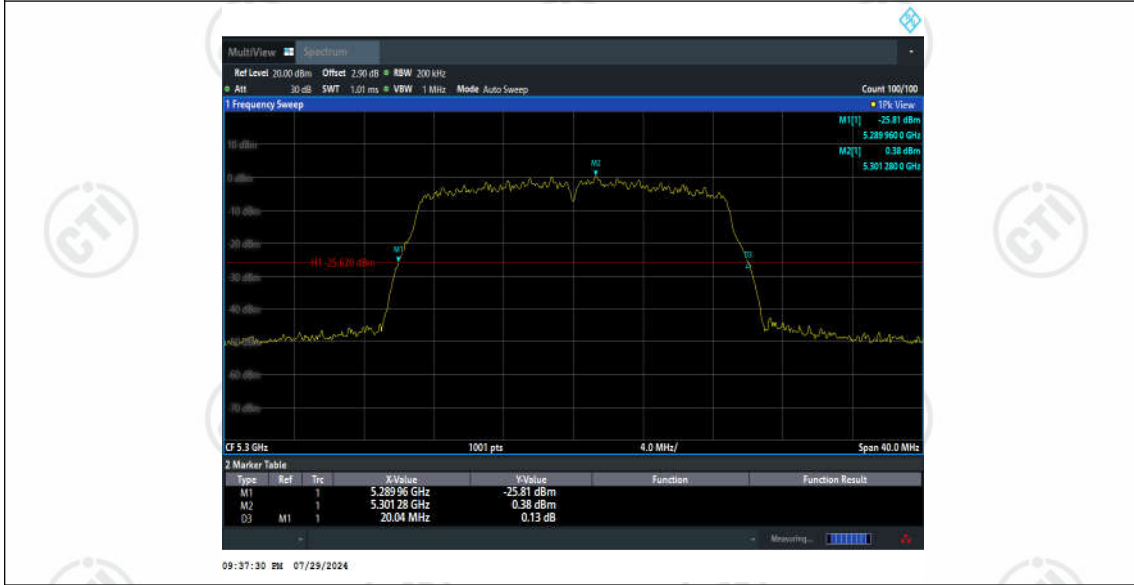 MultiView Spectrum
Ref Level 20.00 dBm Offset 2.90 dB RBW 200 kHz
Att 30 dB SWT 1.01 ms VBW 1 MHz Mode Auto Sweep Count 100/100
1 Frequency Sweep 1Pk View
M1[1] -25.81 dBm
5.289 960 0 GHz
10 dBm
M2[1] 0.38 dBm
5.301 280 0 GHz
M2
0 dBm
-10 dBm
-20 dBm
M1
D3
H1 -25.620 dBm
-30 dBm
-40 dBm
-50 dBm
-60 dBm
-70 dBm
CF 5.3 GHz 1001 pts 4.0 MHz/ Span 40.0 MHz
2 Marker Table
Type Ref Trc X-Value Y-Value Function Function Result
M1 1 5.289 96 GHz -25.81 dBm
M2 1 5.301 28 GHz 0.38 dBm
D3 M1 1 20.04 MHz 0.13 dB
Measuring...
09:37:30 PM 07/29/2024
CTI
CTI